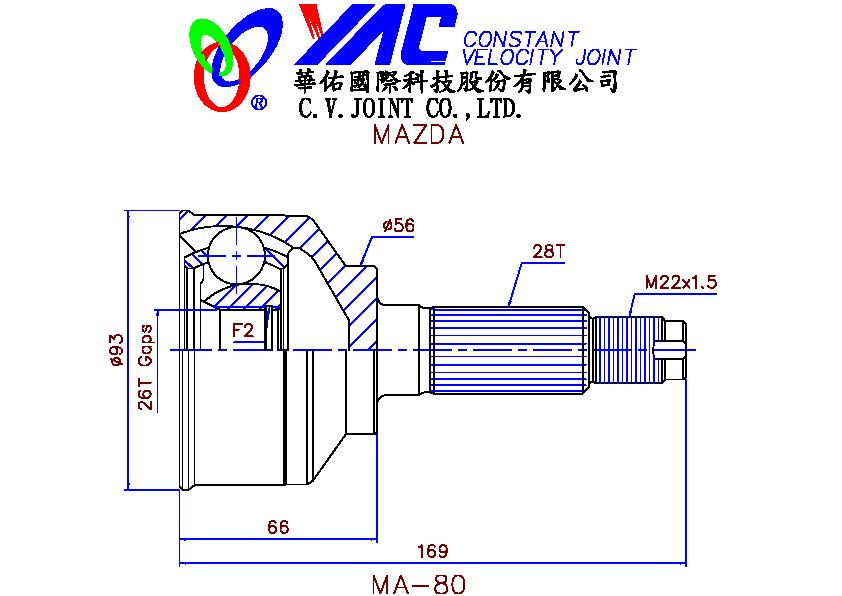 YAC CONSTANT
VELOCITY JOINT
®
華佑國際科技股份有限公司
C.V.JOINT CO.,LTD.
MAZDA
ø56
28T
M22x1.5
F2
ø93
26T Gaps
66
169
MA-80